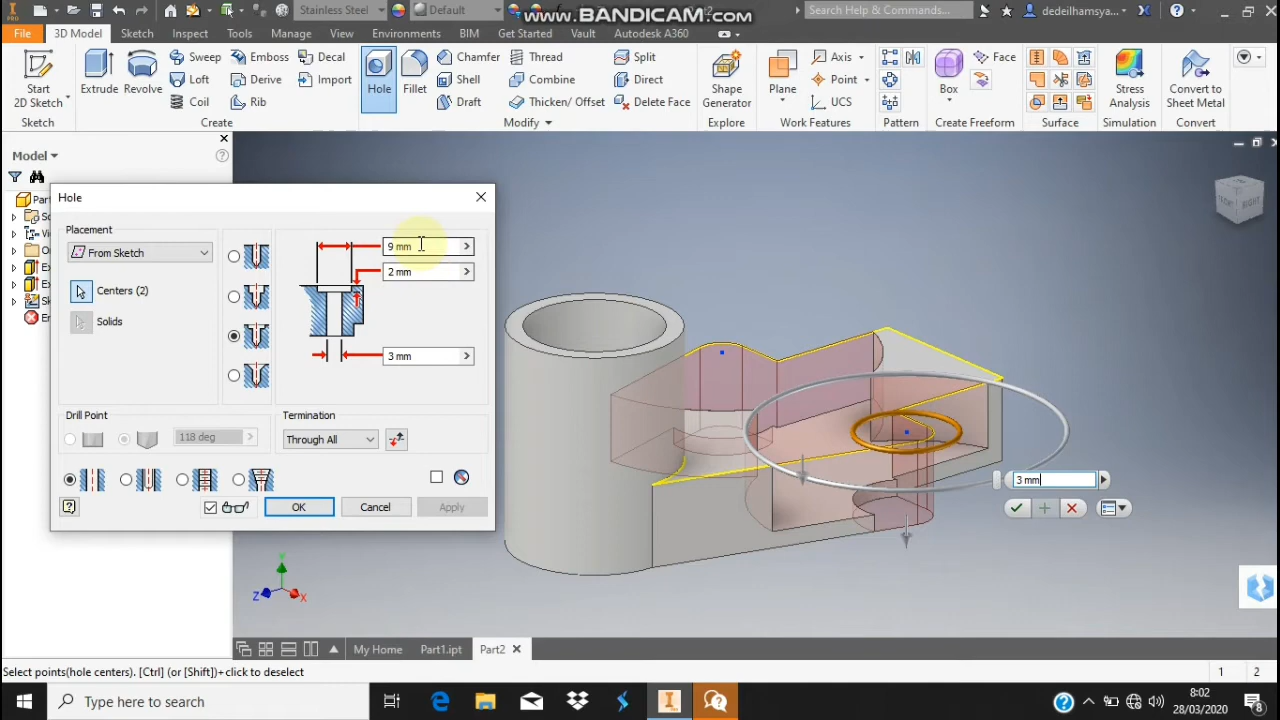 PRO
Stainless Steel
Default
WWW.BANDICAM.COM
Search Help & Commands...
dedeilhamsya...
File
3D Model
Sketch
Inspect
Tools
Manage
View
Environments
BIM
Get Started
Vault
Autodesk A360
Start
2D Sketch
Extrude
Revolve
Sweep
Loft
Coil
Emboss
Derive
Rib
Decal
Import
Hole
Fillet
Chamfer
Shell
Draft
Thread
Combine
Thicken/ Offset
Split
Direct
Delete Face
Shape
Generator
Plane
Axis
Point
UCS
Box
Face
Stress
Analysis
Convert to
Sheet Metal
Sketch
Create
Modify
Explore
Work Features
Pattern
Create Freeform
Surface
Simulation
Convert
Model
Part
Hole
Placement
From Sketch
Centers (2)
Solids
9 mm
2 mm
3 mm
Drill Point
118 deg
Termination
Through All
OK
Cancel
Apply
3 mm
FRONT
RIGHT
Y
Z
X
My Home
Part1.ipt
Part2
Select points(hole centers). [Ctrl] (or [Shift])+click to deselect
1
2
Type here to search
8:02
28/03/2020
8